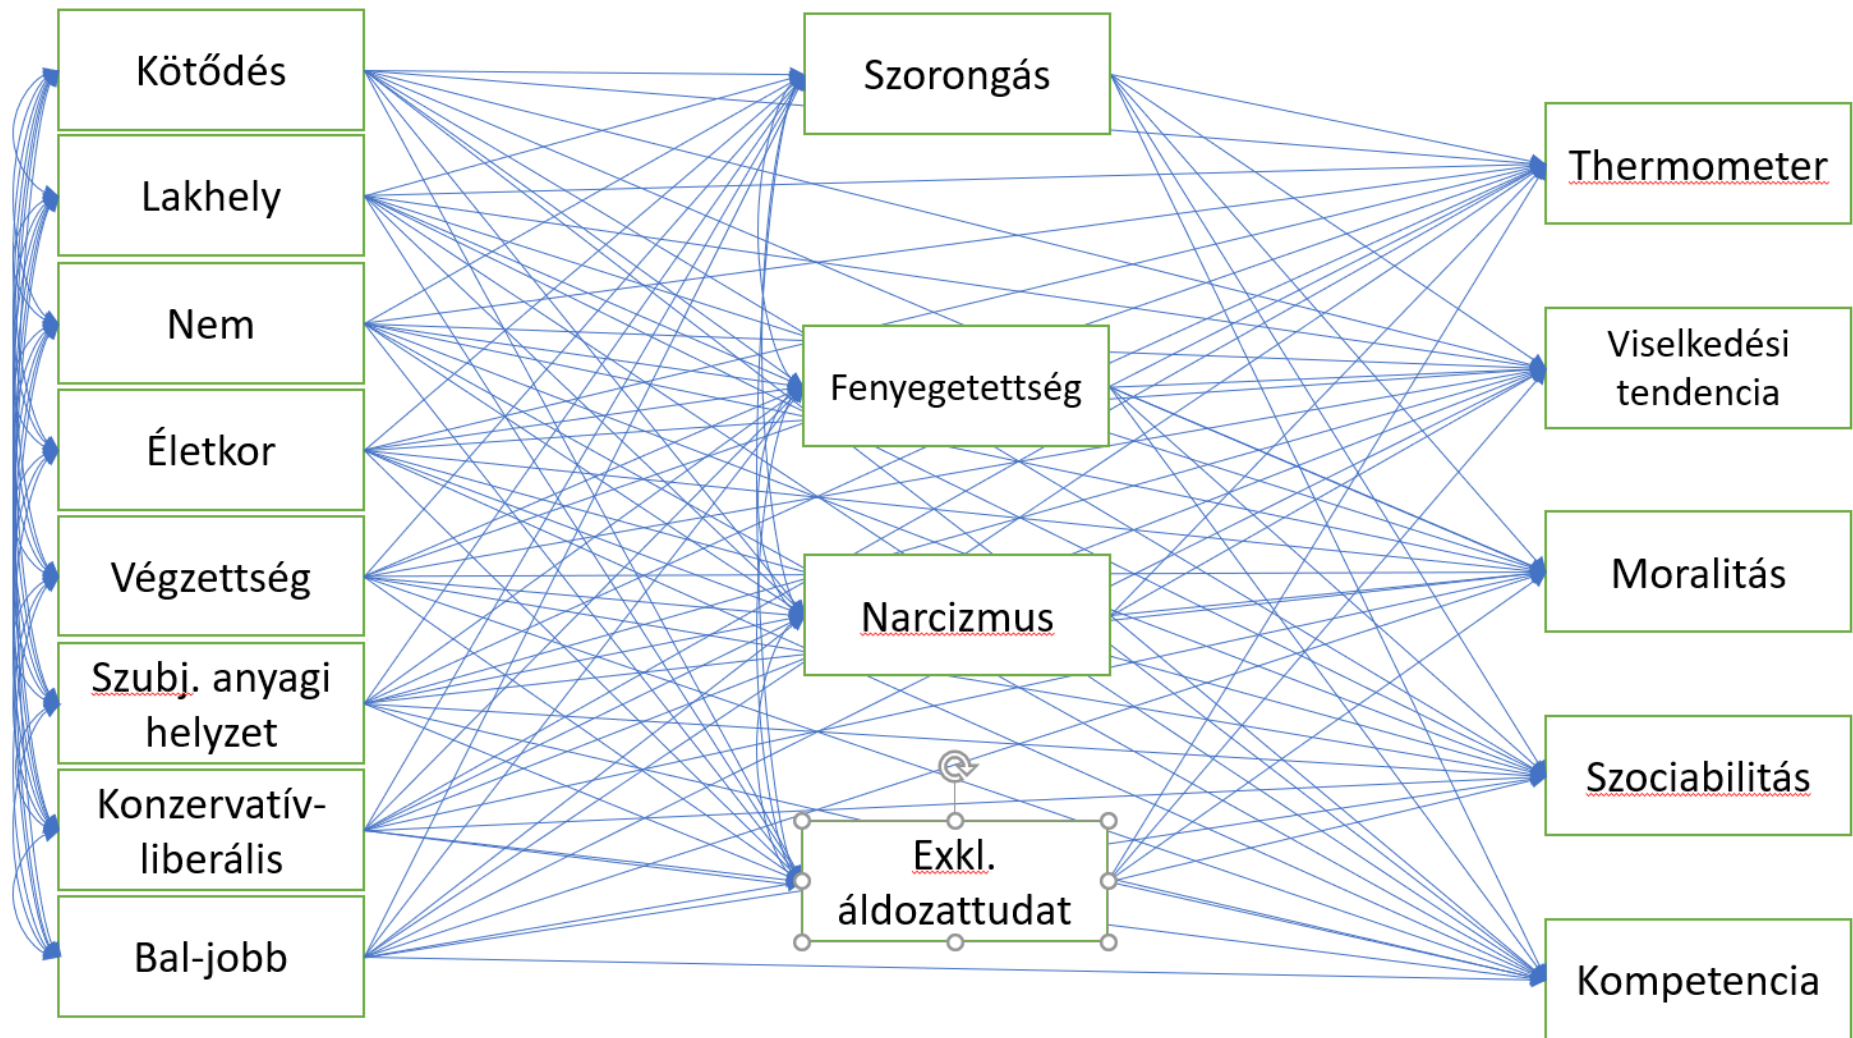 Kötődés
Lakhely
Nem
Életkor
Végzettség
Szubj. anyagi
helyzet
Konzervatív-
liberális
Bal-jobb
Szorongás
Fenyegetettség
Narcizmus
Exkl.
áldozattudat
Thermometer
Viselkedési
tendencia
Moralitás
Szociabilitás
Kompetencia